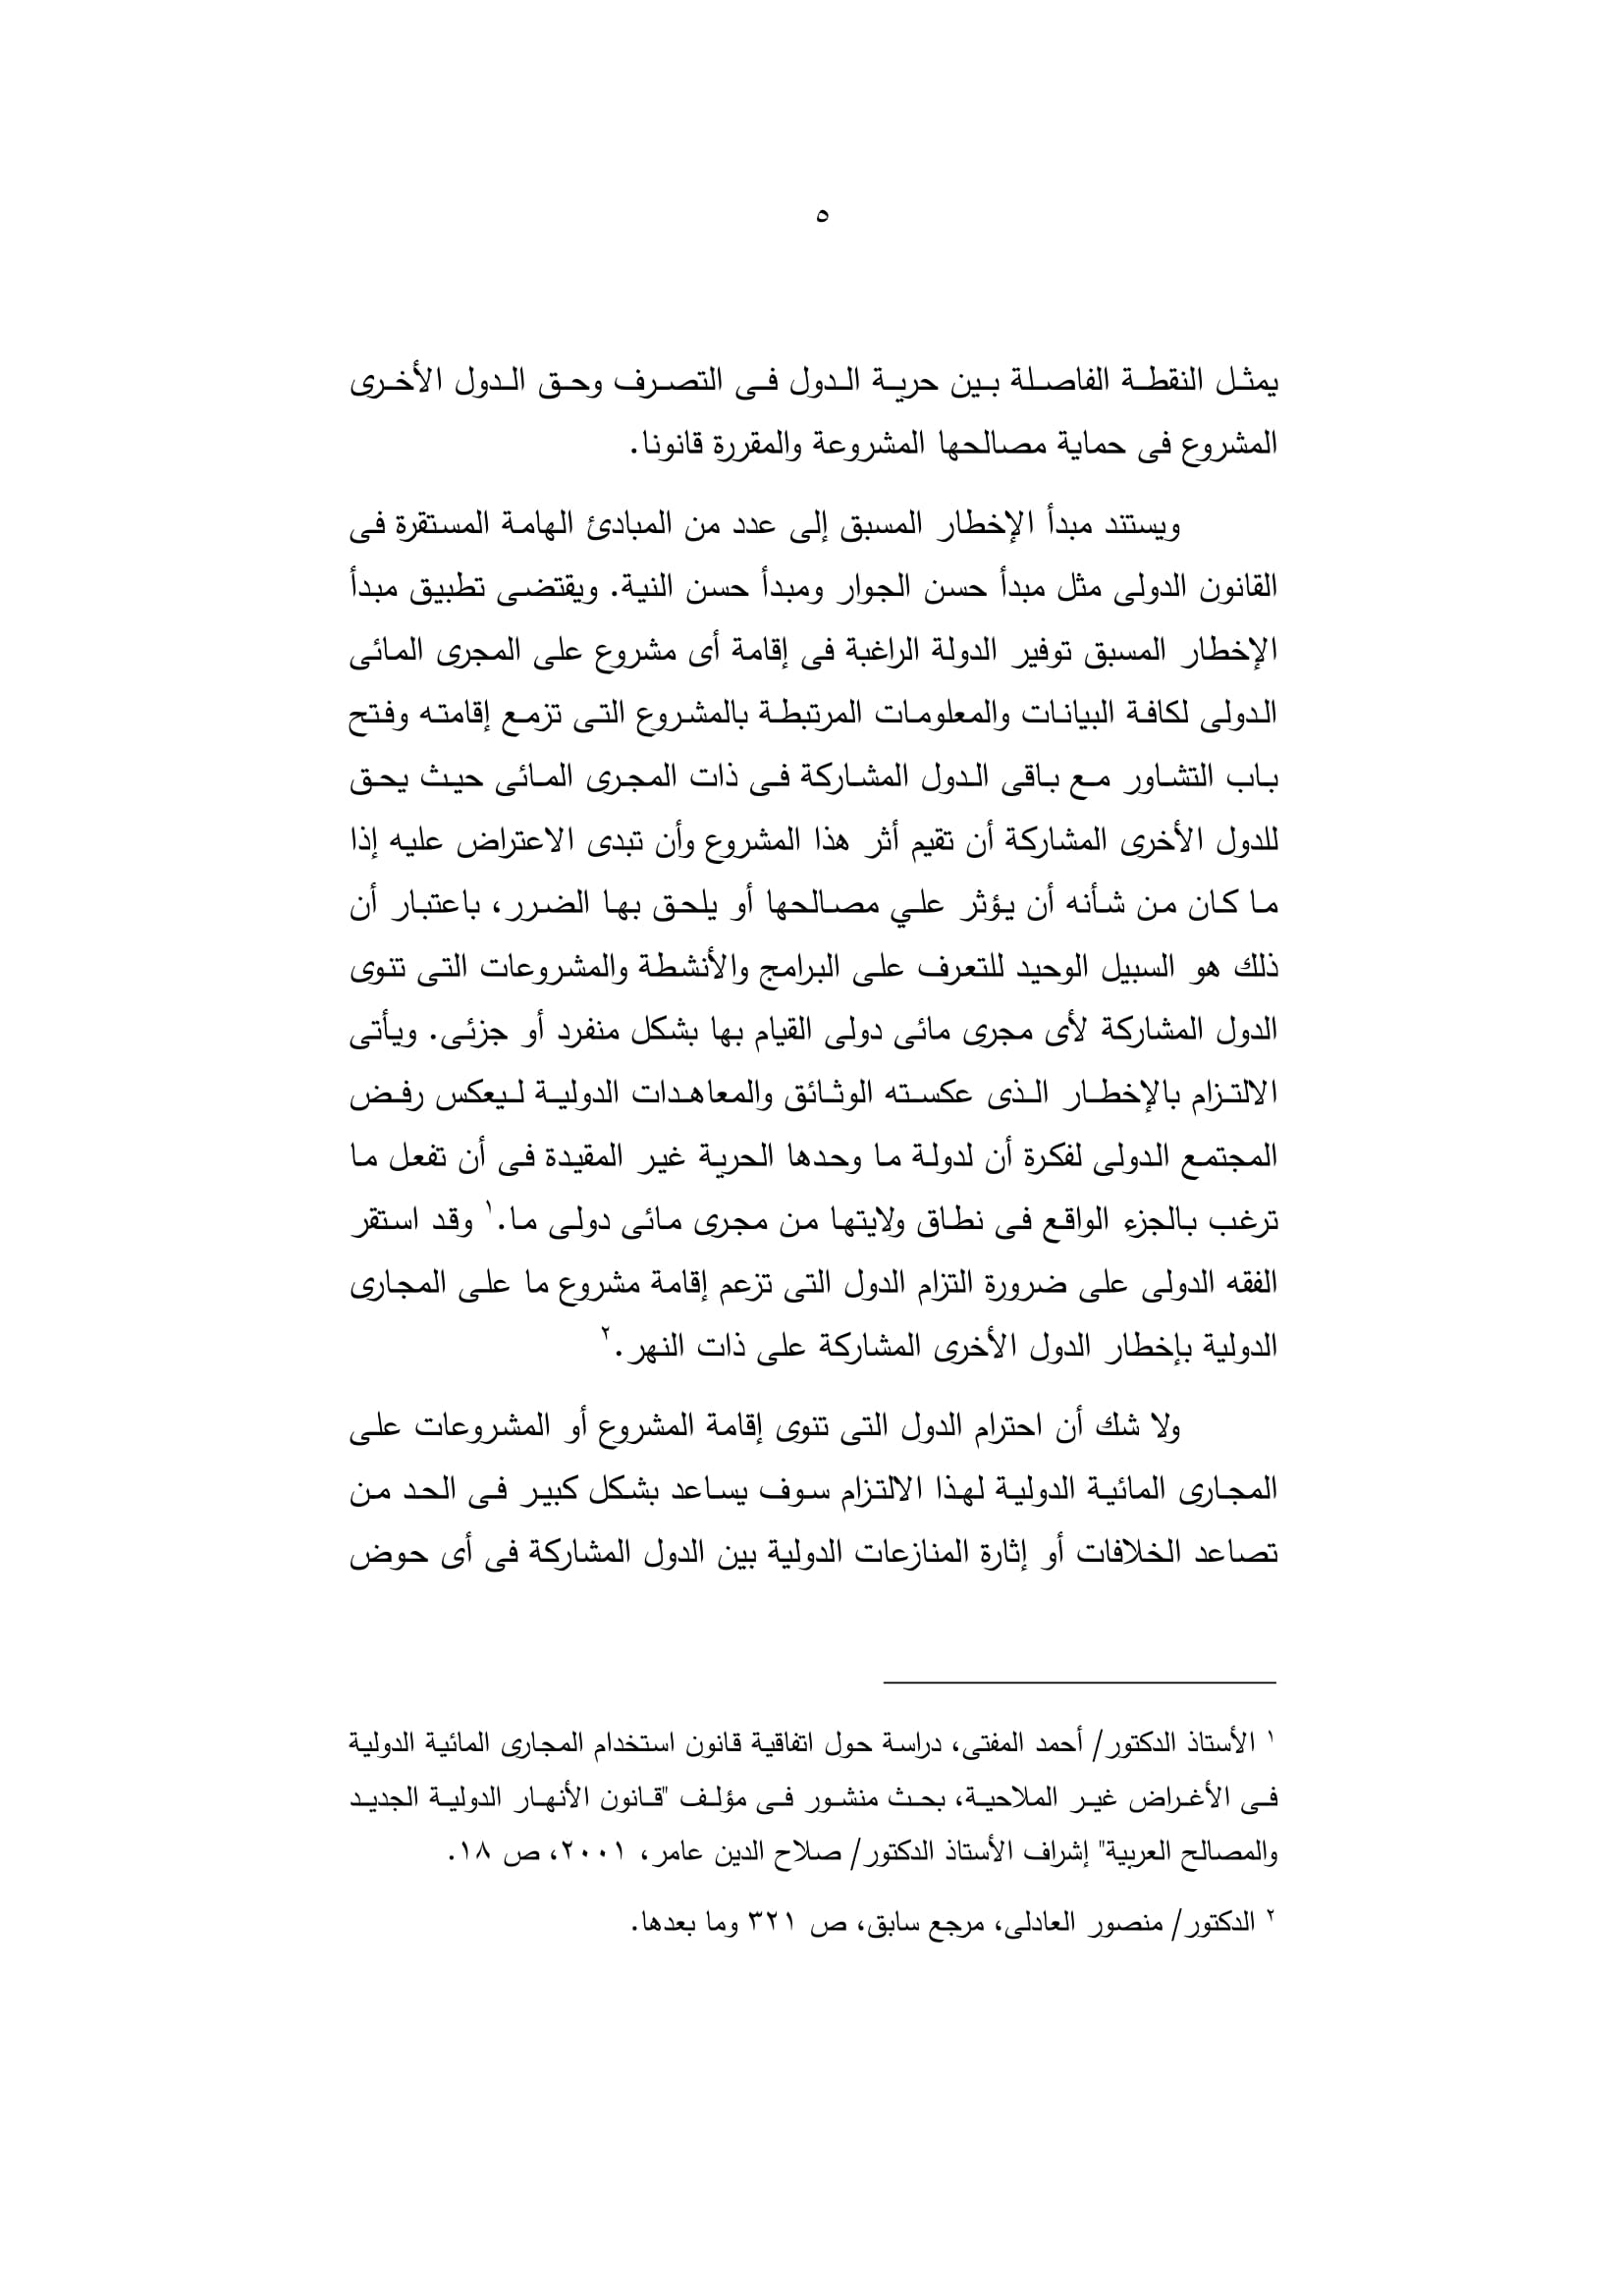 ٥
يمثل النقطة الفاصلة بين حرية الدول فى التصرف وحق الدول الأخرى
المشروع فى حماية مصالحها المشروعة والمقررة قانونا.
ويستند مبدأ الإخطار المسبق إلى عدد من المبادئ الهامة المستقرة فى
القانون الدولى مثل مبدأ حسن الجوار ومبدأ حسن النية. ويقتضى تطبيق مبدأ
الإخطار المسبق توفير الدولة الراغبة فى إقامة أى مشروع على المجرى المائى
الدولى لكافة البيانات والمعلومات المرتبطة بالمشروع التى تزمع إقامته وفتح
باب التشاور مع باقى الدول المشاركة فى ذات المجرى المائى حيث يحق
للدول الأخرى المشاركة أن تقيم أثر هذا المشروع وأن تبدى الاعتراض عليه إذا
ما كان من شأنه أن يؤثر علي مصالحها أو يلحق بها الضرر، باعتبار أن
ذلك هو السبيل الوحيد للتعرف على البرامج والأنشطة والمشروعات التى تنوى
الدول المشاركة لأى مجرى مائى دولى القيام بها بشكل منفرد أو جزئى. ويأتى
الالتزام بالإخطار الذى عكسته الوثائق والمعاهدات الدولية ليعكس رفض
المجتمع الدولى لفكرة أن لدولة ما وحدها الحرية غير المقيدة فى أن تفعل ما
ترغب بالجزء الواقع فى نطاق ولايتها من مجرى مائى دولى ما.١ وقد استقر
الفقه الدولى على ضرورة التزام الدول التى تزعم إقامة مشروع ما على المجارى
الدولية بإخطار الدول الأخرى المشاركة على ذات النهر.٢
ولا شك أن احترام الدول التى تنوى إقامة المشروع أو المشروعات على
المجارى المائية الدولية لهذا الالتزام سوف يساعد بشكل كبير فى الحد من
تصاعد الخلافات أو إثارة المنازعات الدولية بين الدول المشاركة فى أى حوض
١ الأستاذ الدكتور/ أحمد المفتى، دراسة حول اتفاقية قانون استخدام المجارى المائية الدولية
فى الأغراض غير الملاحية، بحث منشور فى مؤلف "قانون الأنهار الدولية الجديد
والمصالح العربية" إشراف الأستاذ الدكتور/ صلاح الدين عامر، ٢٠٠١، ص ١٨.
٢ الدكتور/ منصور العادلى، مرجع سابق، ص ٣٢١ وما بعدها.